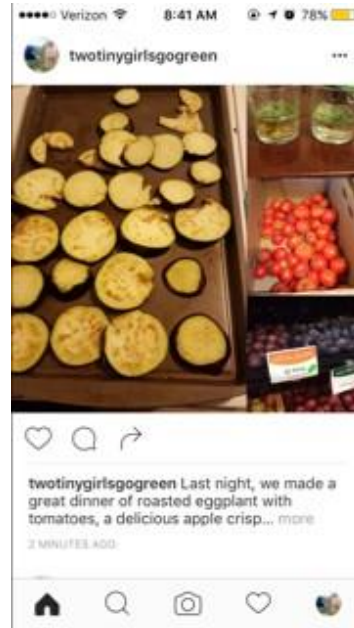 Verizon 8:41 AM 78%
twotinygirlsgogreen
twotinygirlsgogreen Last night, we made a
great dinner of roasted eggplant with
tomatoes, a delicious apple crisp... more
2 MINUTES AGO